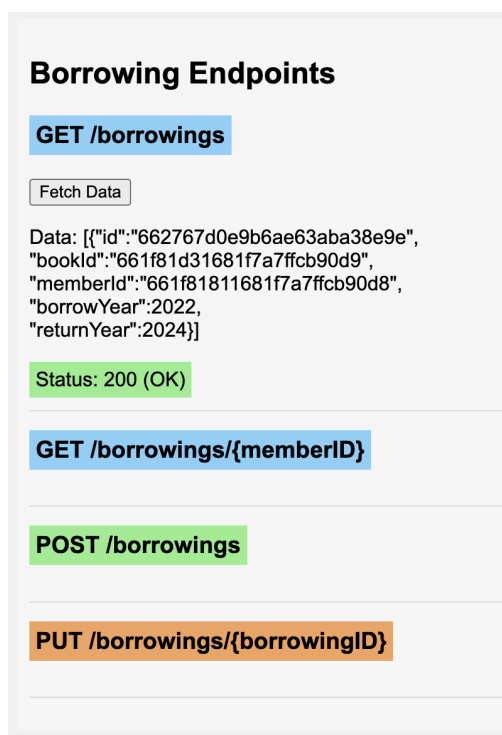 Borrowing Endpoints
GET /borrowings
Fetch Data
Data: [{"id":"662767d0e9b6ae63aba38e9e",
"bookId":"661f81d31681f7a7ffcb90d9",
"memberId":"661f81811681f7a7ffcb90d8",
"borrowYear":2022,
"returnYear":2024}]
Status: 200 (OK)
GET /borrowings/{memberID}
POST /borrowings
PUT /borrowings/{borrowingID}